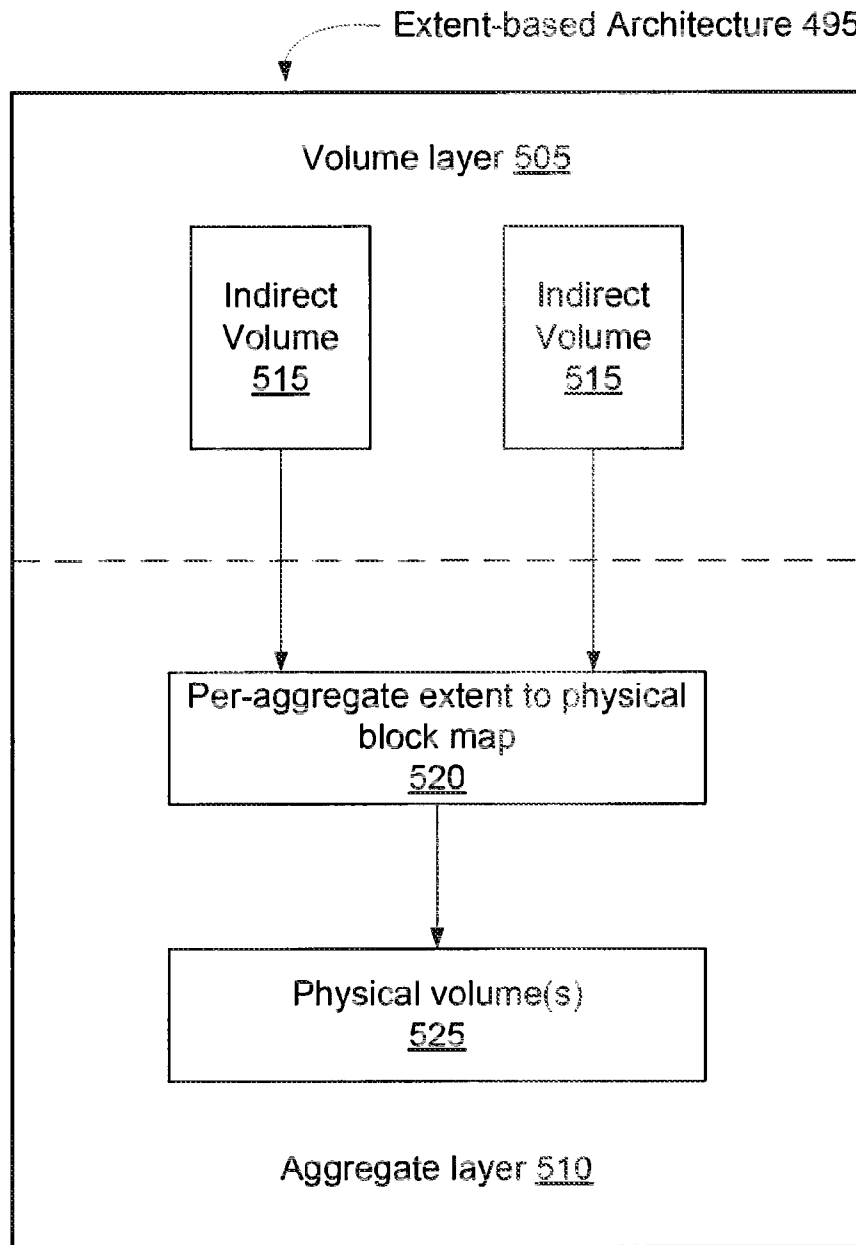 Extent-based Architecture 495
Volume layer 505
Indirect
Volume
515
Indirect
Volume
515
Per-aggregate extent to physical
block map
520
Physical volume(s)
525
Aggregate layer 510